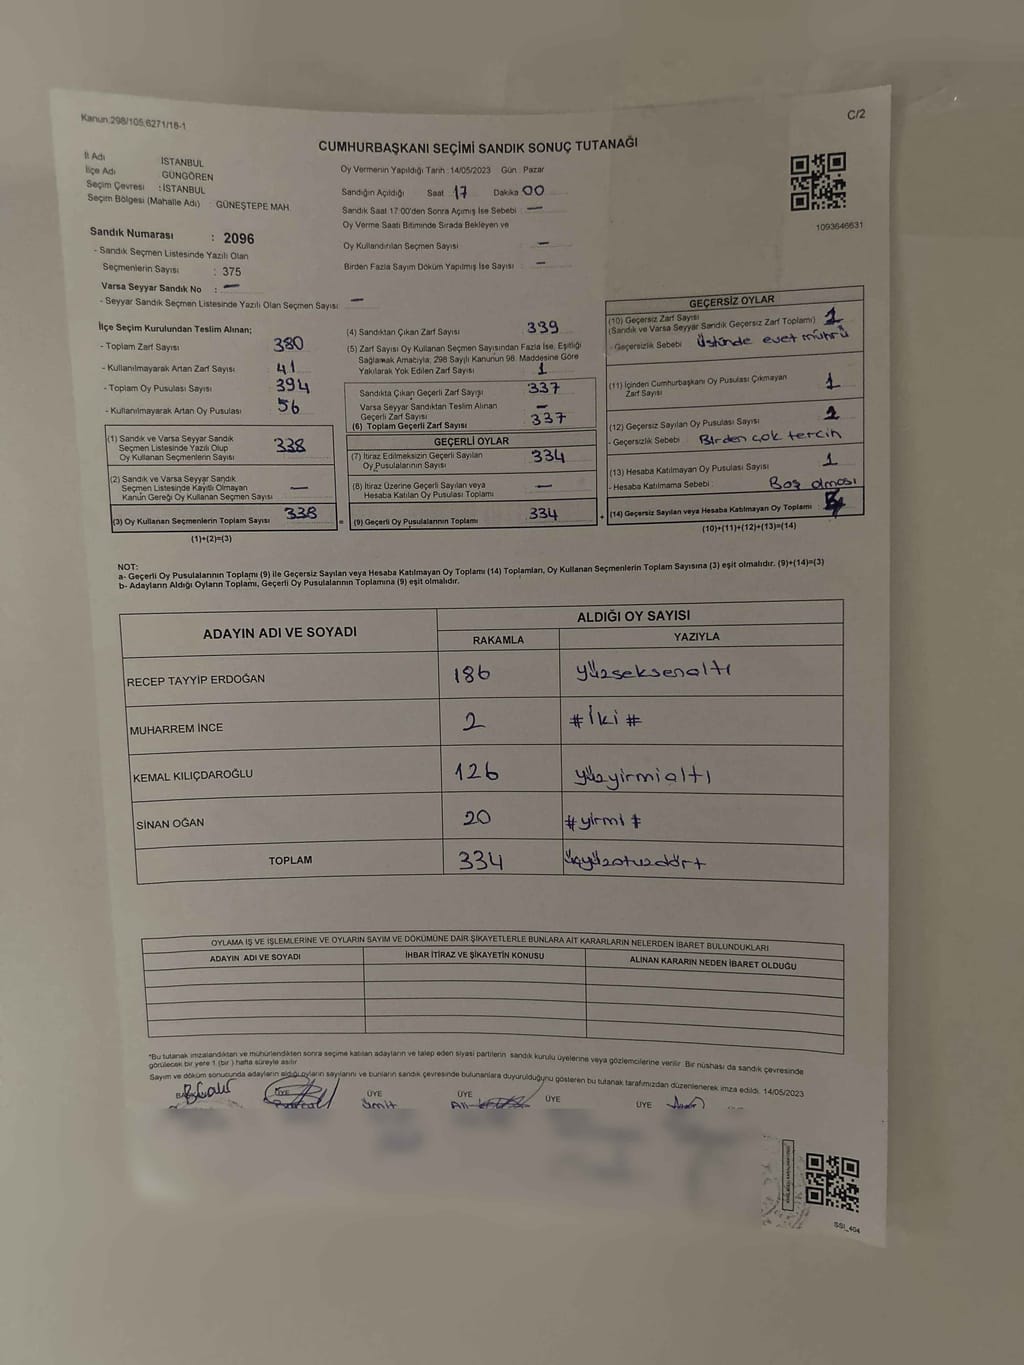 Kanun:298/105,6271/18-1
C/2
CUMHURBAŞKANI SEÇİMİ SANDIK SONUÇ TUTANAĞI
İl Adı İSTANBUL
İlçe Adı GÜNGÖREN
Seçim Çevresi : İSTANBUL
Seçim Bölgesi (Mahalle Adı) GÜNEŞTEPE MAH.
Oy Vermenin Yapıldığı Tarih : 14/05/2023 Gün : Pazar
Sandığın Açıldığı Saat 17 Dakika 00
Sandık Saat 17:00'den Sonra Açımış İse Sebebi : —
Oy Verme Saati Bitiminde Sırada Bekleyen ve
Oy Kullandırılan Seçmen Sayısı —
Birden Fazla Sayım Döküm Yapılmış İse Sayısı : —
1093646631
Sandık Numarası : 2096
- Sandık Seçmen Listesinde Yazılı Olan
Seçmenlerin Sayısı : 375
Varsa Seyyar Sandık No : —
- Seyyar Sandık Seçmen Listesinde Yazılı Olan Seçmen Sayısı : —
İlçe Seçim Kurulundan Teslim Alınan;
- Toplam Zarf Sayısı 380
- Kullanılmayarak Artan Zarf Sayısı 41
- Toplam Oy Pusulası Sayısı 394
- Kullanılmayarak Artan Oy Pusulası 56
(1) Sandık ve Varsa Seyyar Sandık
Seçmen Listesinde Yazılı Olup
Oy Kullanan Seçmenlerin Sayısı 338
(2) Sandık ve Varsa Seyyar Sandık
Seçmen Listesinde Kayıtlı Olmayan
Kanun Gereği Oy Kullanan Seçmen Sayısı —
(3) Oy Kullanan Seçmenlerin Toplam Sayısı 338
(1)+(2)=(3)
(4) Sandıktan Çıkan Zarf Sayısı 339
(5) Zarf Sayısı Oy Kullanan Seçmen Sayısından Fazla İse, Eşitliği
Sağlamak Amacıyla; 298 Sayılı Kanunun 98. Maddesine Göre
Yakılarak Yok Edilen Zarf Sayısı 1
Sandıkta Çıkan Geçerli Zarf Sayısı 337
Varsa Seyyar Sandıktan Teslim Alınan
Geçerli Zarf Sayısı —
(6) Toplam Geçerli Zarf Sayısı 337
GEÇERLİ OYLAR
(7) İtiraz Edilmeksizin Geçerli Sayılan
Oy Pusulalarının Sayısı 334
(8) İtiraz Üzerine Geçerli Sayılan veya
Hesaba Katılan Oy Pusulası Toplamı —
= (9) Geçerli Oy Pusulalarının Toplamı 334 +
GEÇERSİZ OYLAR
(10) Geçersiz Zarf Sayısı 1
(Sandık ve Varsa Seyyar Sandık Geçersiz Zarf Toplamı)
- Geçersizlik Sebebi : Üstünde evet mührü
(11) İçinden Cumhurbaşkanı Oy Pusulası Çıkmayan
Zarf Sayısı 1
(12) Geçersiz Sayılan Oy Pusulası Sayısı
- Geçersizlik Sebebi : Birden çok tercih
(13) Hesaba Katılmayan Oy Pusulası Sayısı 1
- Hesaba Katılmama Sebebi : Boş olması
(14) Geçersiz Sayılan veya Hesaba Katılmayan Oy Toplamı
(10)+(11)+(12)+(13)=(14)
NOT:
a- Geçerli Oy Pusulalarının Toplamı (9) ile Geçersiz Sayılan veya Hesaba Katılmayan Oy Toplamı (14) Toplamları, Oy Kullanan Seçmenlerin Toplam Sayısına (3) eşit olmalıdır. (9)+(14)=(3)
b- Adayların Aldığı Oyların Toplamı, Geçerli Oy Pusulalarının Toplamına (9) eşit olmalıdır.
ADAYIN ADI VE SOYADI ALDIĞI OY SAYISI
RAKAMLA YAZIYLA
RECEP TAYYİP ERDOĞAN 186 yüzseksenaltı
MUHARREM İNCE 2 # İki #
KEMAL KILIÇDAROĞLU 126 yüzyirmialtı
SİNAN OĞAN 20 # yirmi #
TOPLAM 334 üçyüzotuzdört
OYLAMA İŞ VE İŞLEMLERİNE VE OYLARIN SAYIM VE DÖKÜMÜNE DAİR ŞİKAYETLERLE BUNLARA AİT KARARLARIN NELERDEN İBARET BULUNDUKLARI
ADAYIN ADI VE SOYADI İHBAR İTİRAZ VE ŞİKAYETİN KONUSU ALINAN KARARIN NEDEN İBARET OLDUĞU
*Bu tutanak imzalandıktan ve mühürlendikten sonra seçime katılan adayların ve talep eden siyasi partilerin sandık kurulu üyelerine veya gözlemcilerine verilir. Bir nüshası da sandık çevresinde
görülecek bir yere 1 (bir ) hafta süreyle asılır
Sayım ve döküm sonucunda adayların aldığı oyların sayılarını ve bunların sandık çevresinde bulunanlara duyurulduğunu gösteren bu tutanak tarafımızdan düzenlenerek imza edildi. 14/05/2023
ÜYE ÜYE ÜYE ÜYE ÜYE
Ümit
SSI_404